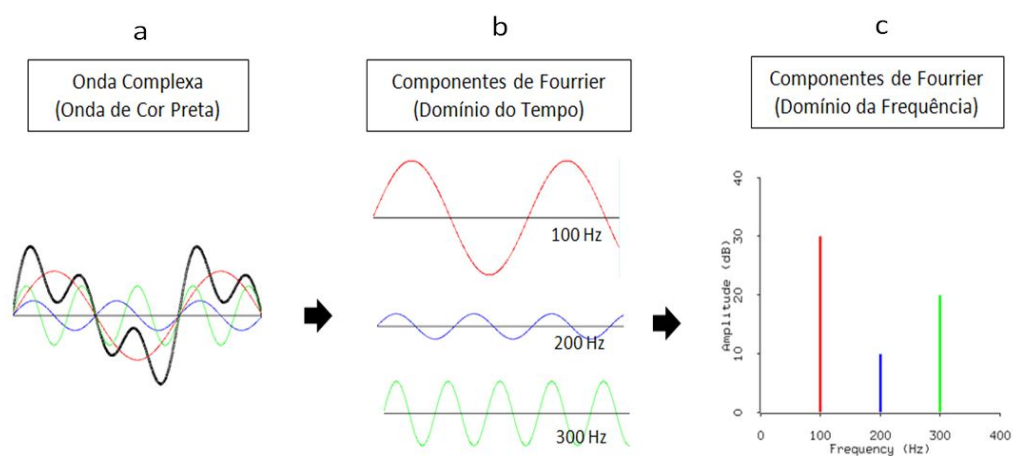 a
b
c
Onda Complexa
(Onda de Cor Preta)
Componentes de Fourrier
(Domínio do Tempo)
Componentes de Fourrier
(Domínio da Frequência)
100 Hz
200 Hz
300 Hz
Amplitude (dB)
40
30
20
10
0
0
100
200
300
400
Frequency (Hz)